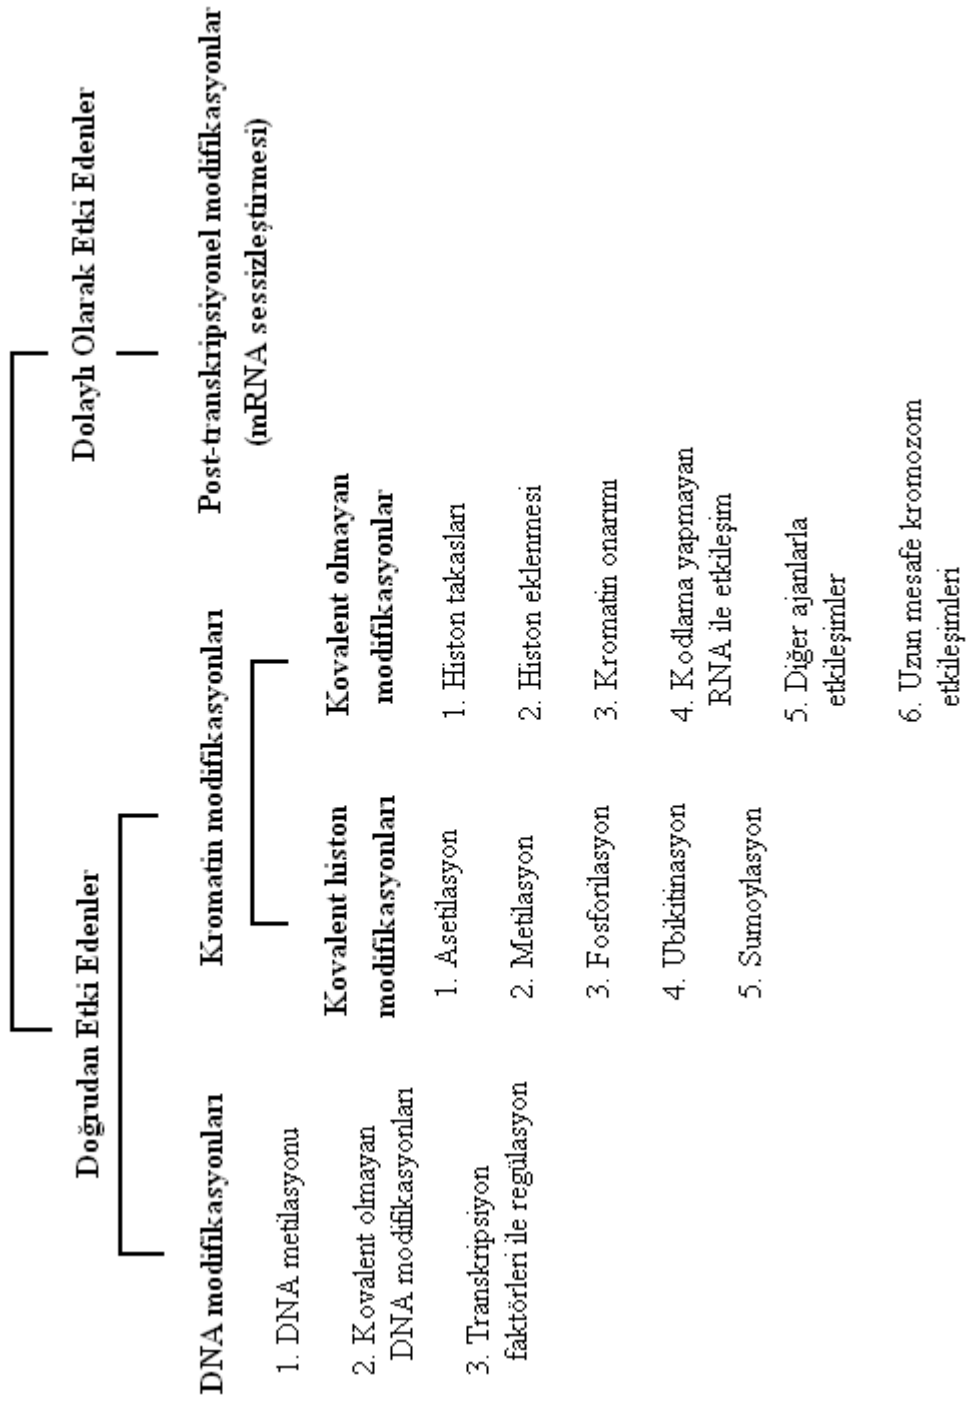 Doğrudan Etki Edenler
Dolaylı Olarak Etki Edenler
DNA modifikasyonları
1. DNA metilasyonu
2. Kovalent olmayan
DNA modifikasyonları
3. Transkripsiyon
faktörleri ile regülasyon
Kromatin modifikasyonları
Kovalent histon
modifikasyonları
1. Asetilasyon
2. Metilasyon
3. Fosforilasyon
4. Ubikitinasyon
5. Sumoylasyon
Kovalent olmayan
modifikasyonlar
1. Histon takasları
2. Histon eklenmesi
3. Kromatin onarımı
4. Kodlama yapmayan
RNA ile etkileşim
5. Diğer ajanlarla
etkileşimler
6. Uzun mesafe kromozom
etkileşimleri
Post-transkripsiyonel modifikasyonlar
(mRNA sessizleştirmesi)